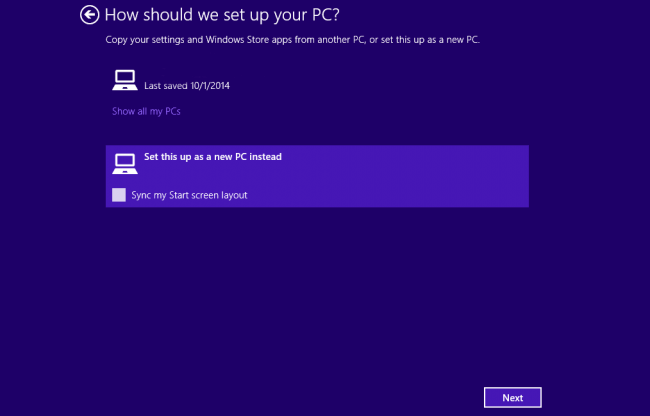 How should we set up your PC?
Copy your settings and Windows Store apps from another PC, or set this up as a new PC.
Last saved 10/1/2014
Show all my PCs
Set this up as a new PC instead
Sync my Start screen layout
Next